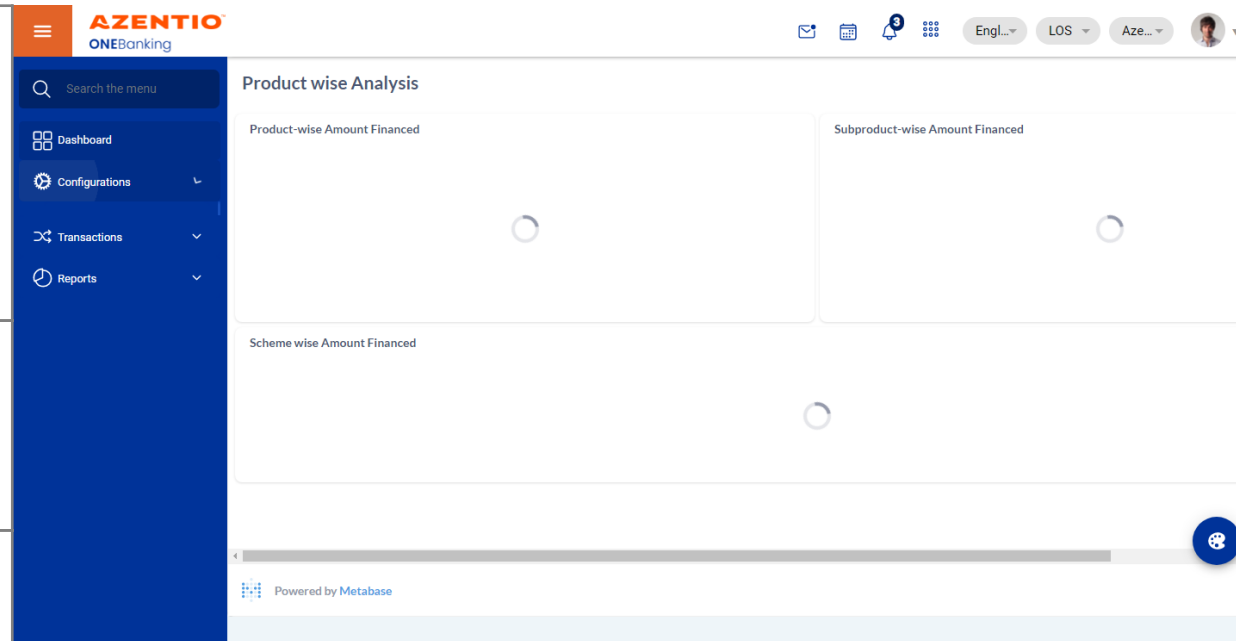 AZENTIO
ONEBanking
3
Engl...
LOS
Aze...
Search the menu
Dashboard
Configurations
Transactions
Reports
Product wise Analysis
Product-wise Amount Financed
Subproduct-wise Amount Financed
Scheme wise Amount Financed
Powered by Metabase